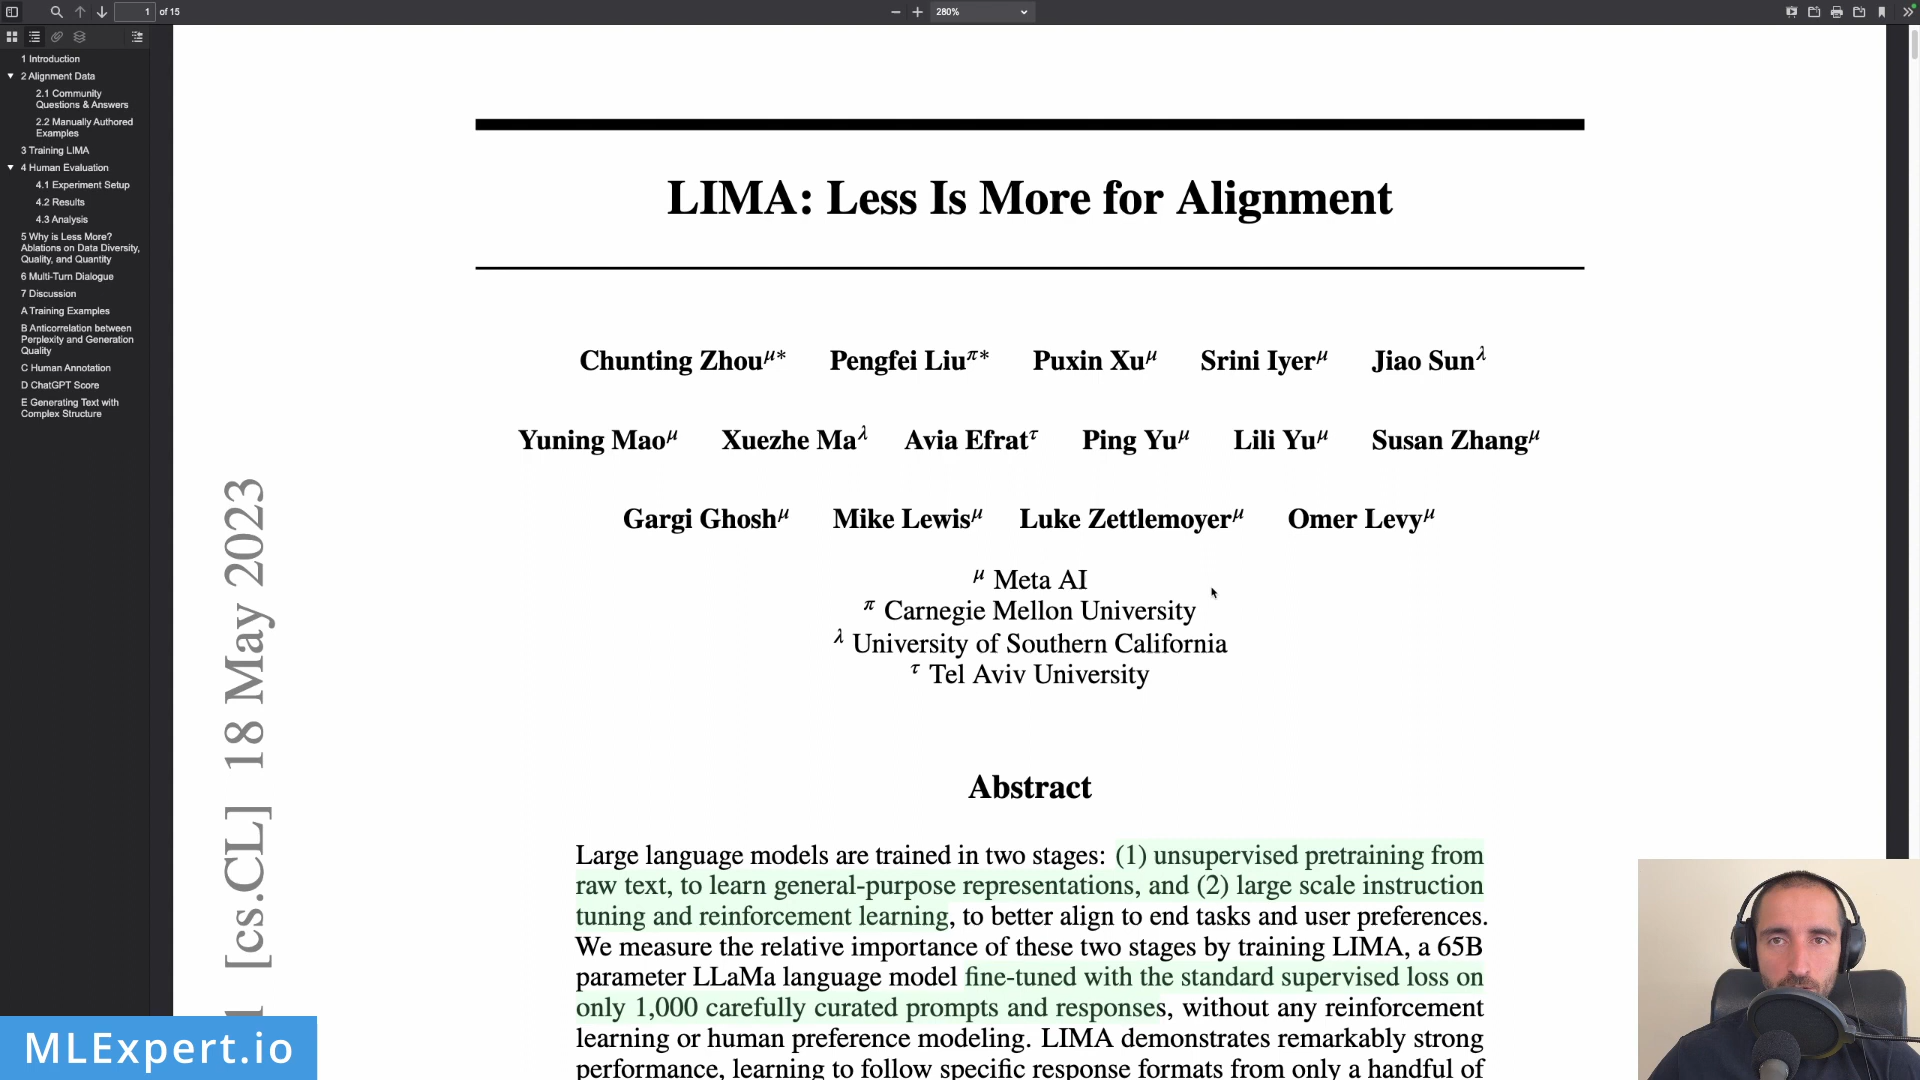 1 of 15
280%
1 Introduction
2 Alignment Data
2.1 Community
Questions & Answers
2.2 Manually Authored
Examples
3 Training LIMA
4 Human Evaluation
4.1 Experiment Setup
4.2 Results
4.3 Analysis
5 Why is Less More?
Ablations on Data Diversity,
Quality, and Quantity
6 Multi-Turn Dialogue
7 Discussion
A Training Examples
B Anticorrelation between
Perplexity and Generation
Quality
C Human Annotation
D ChatGPT Score
E Generating Text with
Complex Structure
[cs.CL] 18 May 2023
LIMA: Less Is More for Alignment
Chunting Zhouμ* Pengfei Liuπ* Puxin Xuμ Srini Iyerμ Jiao Sunλ
Yuning Maoμ Xuezhe Maλ Avia Efratτ Ping Yuμ Lili Yuμ Susan Zhangμ
Gargi Ghoshμ Mike Lewisμ Luke Zettlemoyerμ Omer Levyμ
μ Meta AI
π Carnegie Mellon University
λ University of Southern California
τ Tel Aviv University
Abstract
Large language models are trained in two stages: (1) unsupervised pretraining from
raw text, to learn general-purpose representations, and (2) large scale instruction
tuning and reinforcement learning, to better align to end tasks and user preferences.
We measure the relative importance of these two stages by training LIMA, a 65B
parameter LLaMa language model fine-tuned with the standard supervised loss on
only 1,000 carefully curated prompts and responses, without any reinforcement
learning or human preference modeling. LIMA demonstrates remarkably strong
performance, learning to follow specific response formats from only a handful of
MLExpert.io